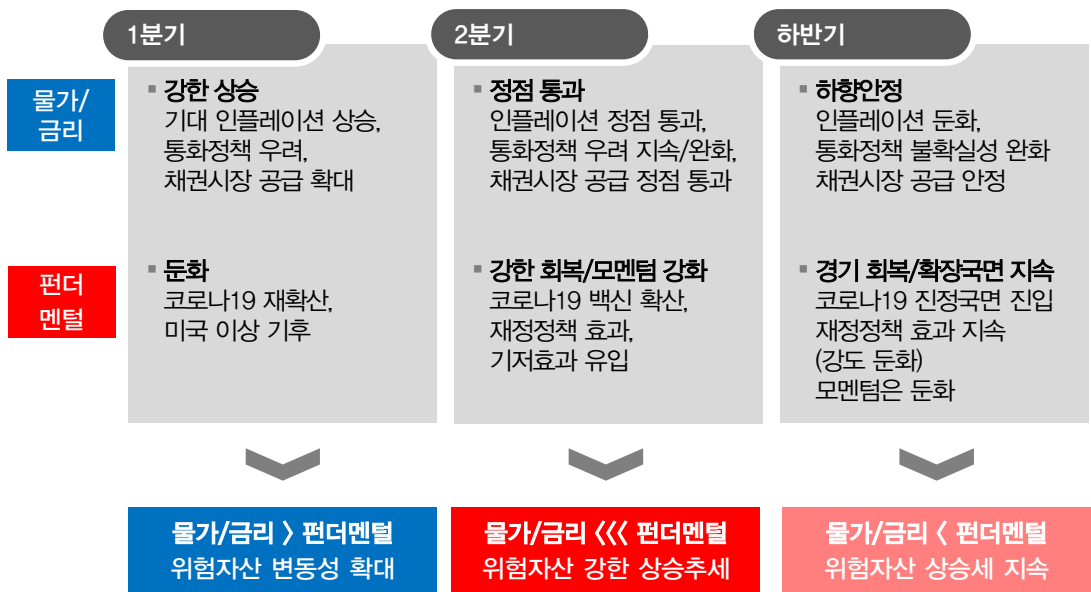 1분기
2분기
하반기
물가/
금리
▪ 강한 상승
기대 인플레이션 상승,
통화정책 우려,
채권시장 공급 확대
▪ 정점 통과
인플레이션 정점 통과,
통화정책 우려 지속/완화,
채권시장 공급 정점 통과
▪ 하향안정
인플레이션 둔화,
통화정책 불확실성 완화
채권시장 공급 안정
펀더
멘털
▪ 둔화
코로나19 재확산,
미국 이상 기후
▪ 강한 회복/모멘텀 강화
코로나19 백신 확산,
재정정책 효과,
기저효과 유입
▪ 경기 회복/확장국면 지속
코로나19 진정국면 진입
재정정책 효과 지속
(강도 둔화)
모멘텀은 둔화
물가/금리 > 펀더멘털
위험자산 변동성 확대
물가/금리 <<< 펀더멘털
위험자산 강한 상승추세
물가/금리 < 펀더멘털
위험자산 상승세 지속